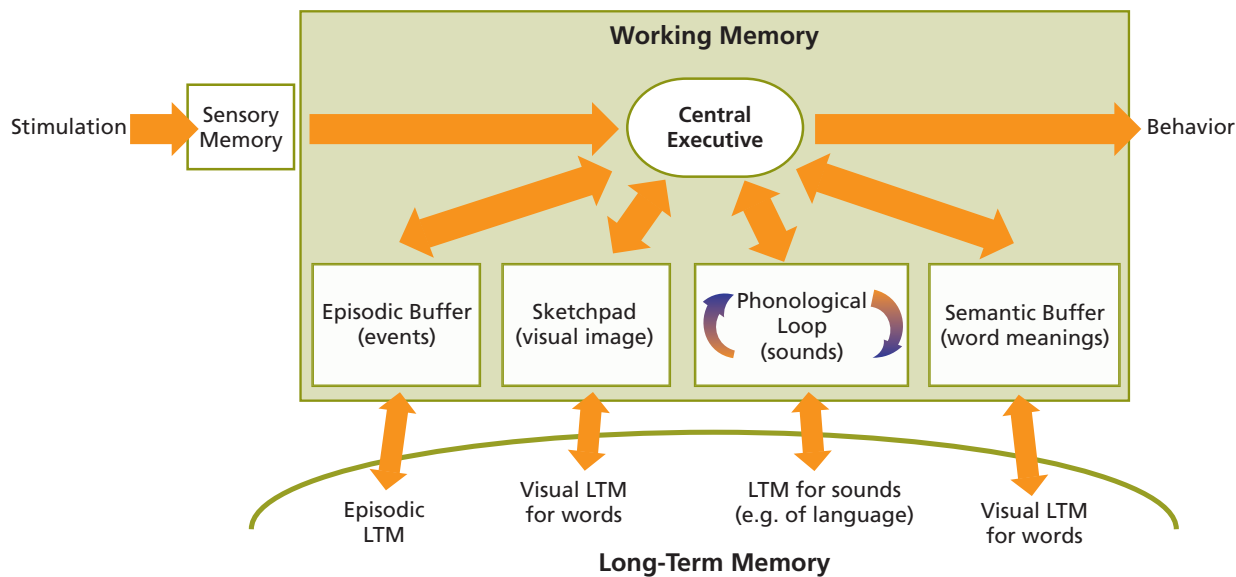 Working Memory
Stimulation
Sensory
Memory
Central
Executive
Behavior
Episodic Buffer
(events)
Sketchpad
(visual image)
Phonological
Loop
(sounds)
Semantic Buffer
(word meanings)
Episodic
LTM
Visual LTM
for words
LTM for sounds
(e.g. of language)
Visual LTM
for words
Long-Term Memory